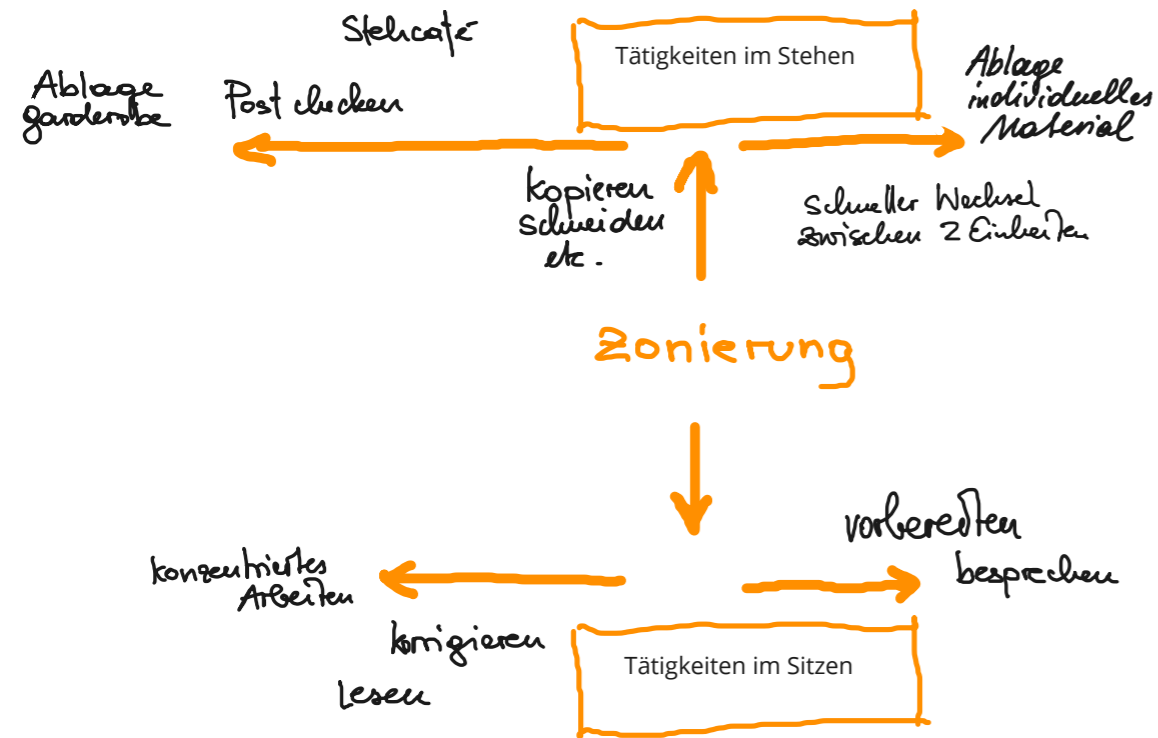 Stehcafé
Tätigkeiten im Stehen
Ablage
garderobe
Post checken
Ablage
individuelles
Material
kopieren
schneiden
etc.
schneller Wechsel
zwischen 2 Einheiten
Zonierung
vorbereiten
besprechen
konzentriertes
Arbeiten
korrigieren
Lesen
Tätigkeiten im Sitzen